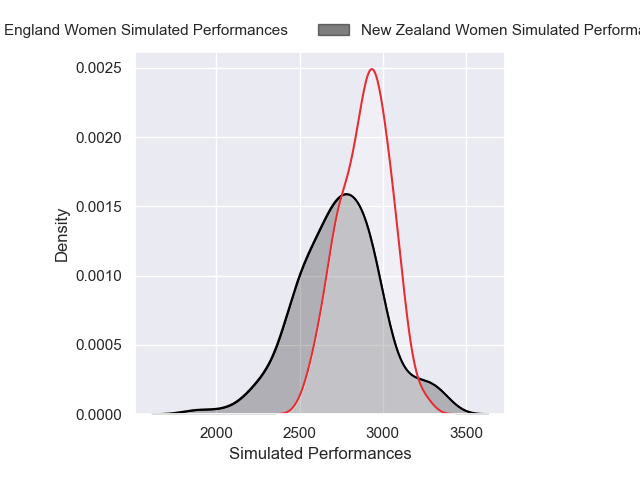 England Women Simulated Performances
New Zealand Women Simulated Performa
0.0025
0.0020
0.0015
0.0010
0.0005
0.0000
Density
2000 2500 3000 3500
Simulated Performances